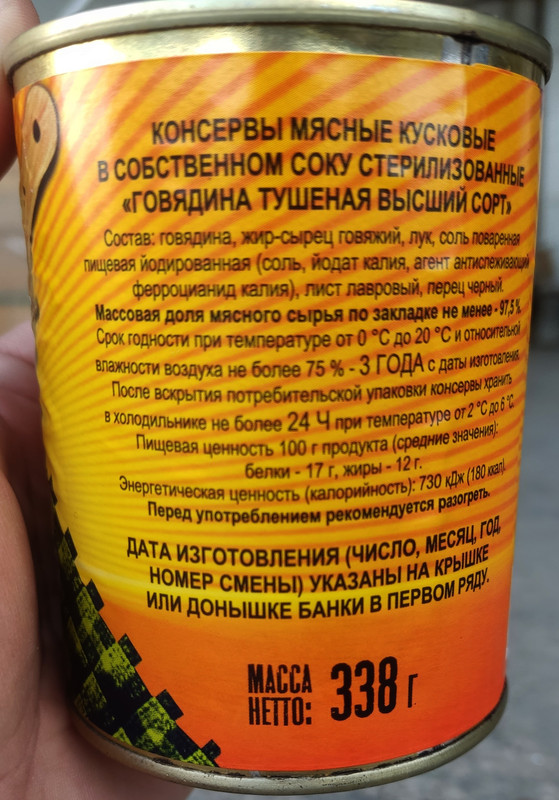 КОНСЕРВЫ МЯСНЫЕ КУСКОВЫЕ
В СОБСТВЕННОМ СОКУ СТЕРИЛИЗОВАННЫЕ
«ГОВЯДИНА ТУШЕНАЯ ВЫСШИЙ СОРТ»
Состав: говядина, жир-сырец говяжий, лук, соль поваренная
пищевая йодированная (соль, йодат калия, агент антислеживающий
ферроцианид калия), лист лавровый, перец черный.
Массовая доля мясного сырья по закладке не менее - 97,5 %.
Срок годности при температуре от 0 °С до 20 °С и относительной
влажности воздуха не более 75 % - 3 ГОДА с даты изготовления.
После вскрытия потребительской упаковки консервы хранить
в холодильнике не более 24 Ч при температуре от 2 °С до 6 °С.
Пищевая ценность 100 г продукта (средние значения):
белки - 17 г, жиры - 12 г.
Энергетическая ценность (калорийность): 730 кДж (180 ккал).
Перед употреблением рекомендуется разогреть.
ДАТА ИЗГОТОВЛЕНИЯ (ЧИСЛО, МЕСЯЦ, ГОД,
НОМЕР СМЕНЫ) УКАЗАНЫ НА КРЫШКЕ
ИЛИ ДОНЫШКЕ БАНКИ В ПЕРВОМ РЯДУ.
МАССА
НЕТТО: 338 г